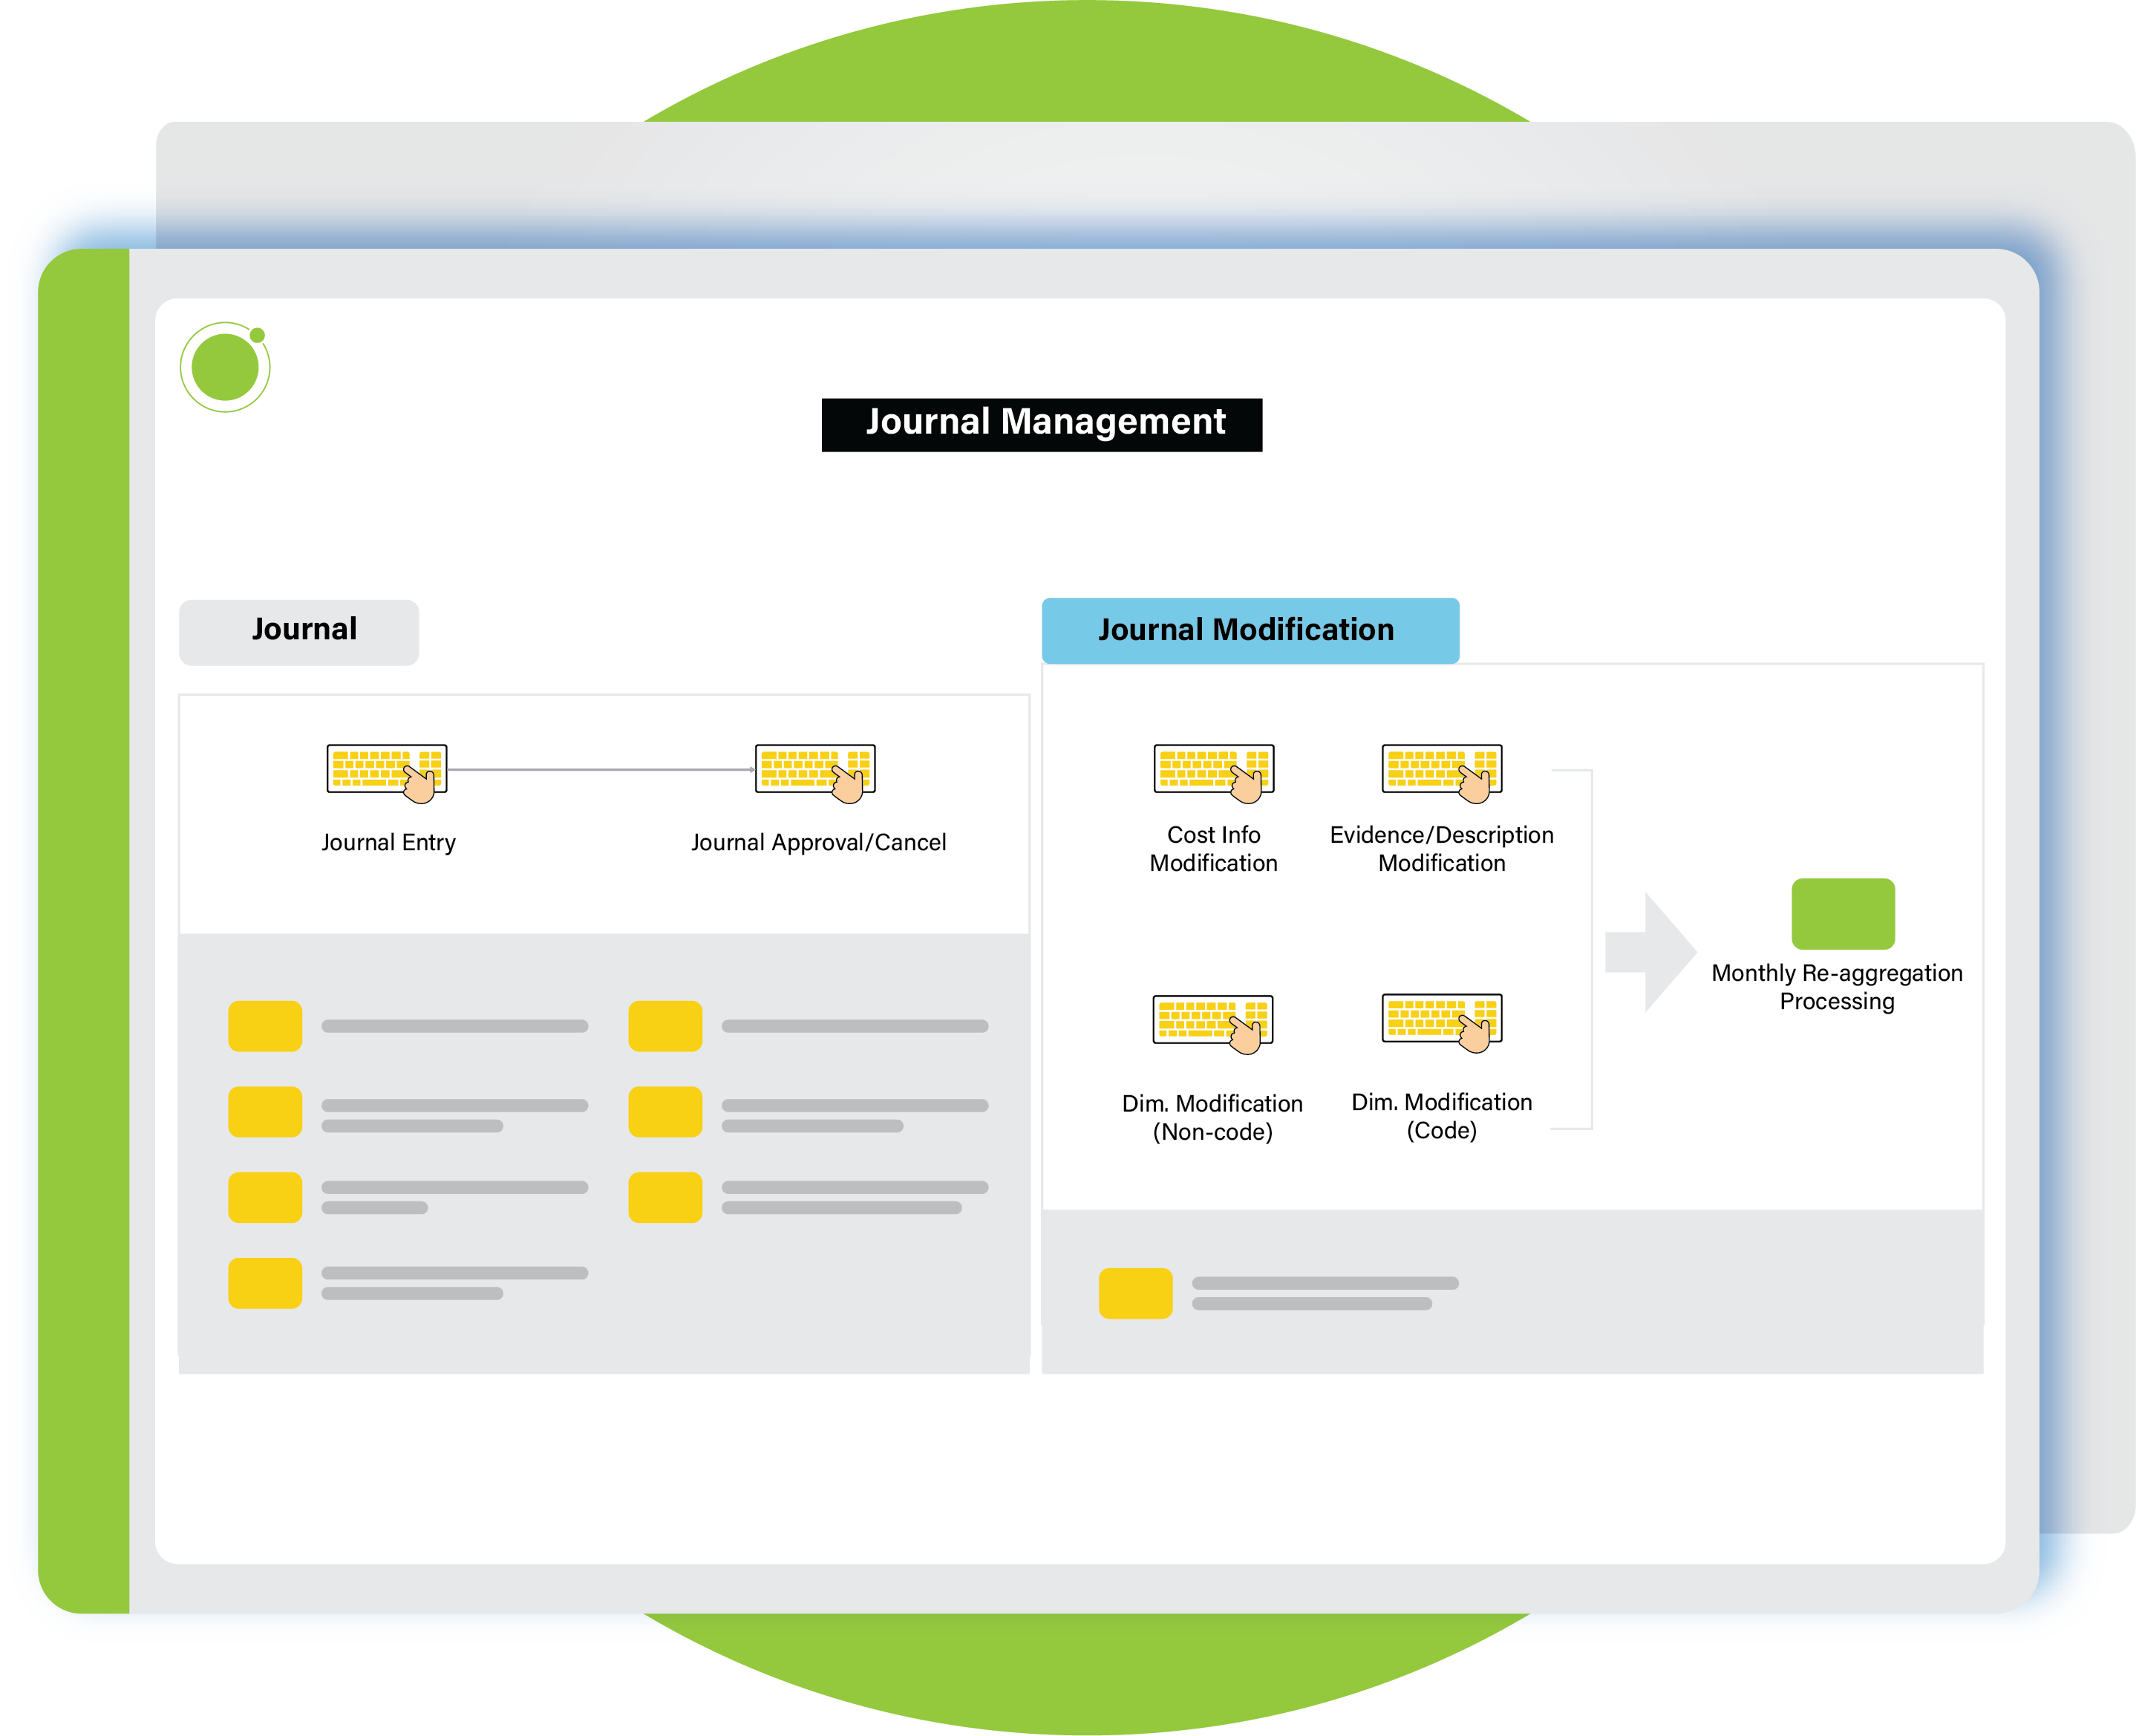 Journal Management
Journal
Journal Entry
Journal Approval/Cancel
Journal Modification
Cost Info
Modification
Evidence/Description
Modification
Dim. Modification
(Non-code)
Dim. Modification
(Code)
Monthly Re-aggregation
Processing